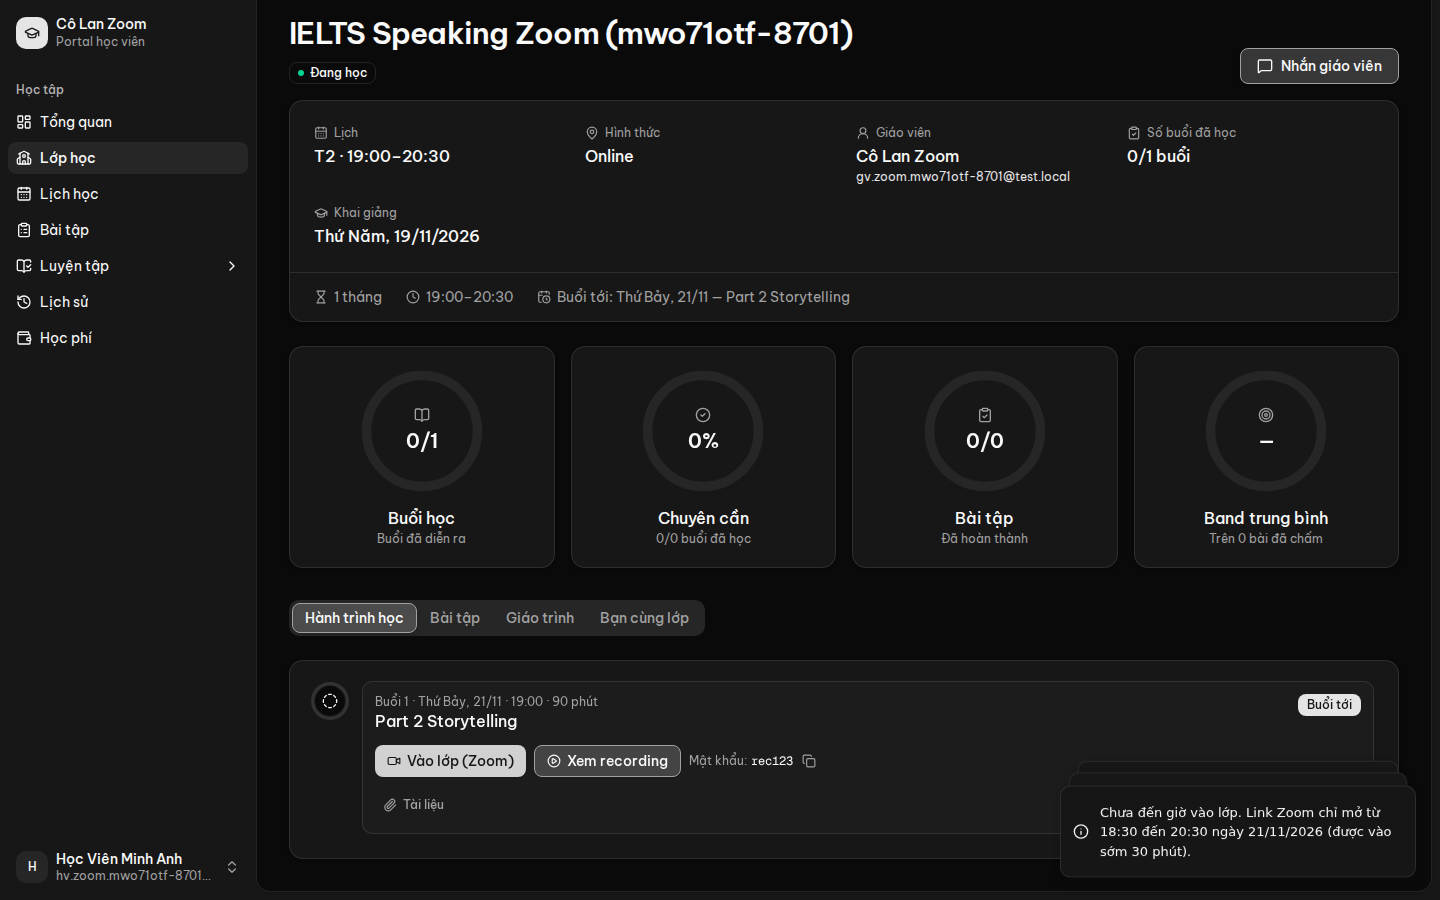 Cô Lan Zoom
Portal học viên
Học tập
Tổng quan
Lớp học
Lịch học
Bài tập
Luyện tập
Lịch sử
Học phí
H
Học Viên Minh Anh
hv.zoom.mwo71otf-8701...
IELTS Speaking Zoom (mwo71otf-8701)
Đang học
Nhắn giáo viên
Lịch
T2 · 19:00–20:30
Hình thức
Online
Giáo viên
Cô Lan Zoom
gv.zoom.mwo71otf-8701@test.local
Số buổi đã học
0/1 buổi
Khai giảng
Thứ Năm, 19/11/2026
1 tháng
19:00–20:30
Buổi tới: Thứ Bảy, 21/11 — Part 2 Storytelling
0/1
Buổi học
Buổi đã diễn ra
0%
Chuyên cần
0/0 buổi đã học
0/0
Bài tập
Đã hoàn thành
—
Band trung bình
Trên 0 bài đã chấm
Hành trình học
Bài tập
Giáo trình
Bạn cùng lớp
Buổi 1 · Thứ Bảy, 21/11 · 19:00 · 90 phút
Buổi tới
Part 2 Storytelling
Vào lớp (Zoom)
Xem recording
Mật khẩu: rec123
Tài liệu
Chưa đến giờ vào lớp. Link Zoom chỉ mở từ
18:30 đến 20:30 ngày 21/11/2026 (được vào
sớm 30 phút).